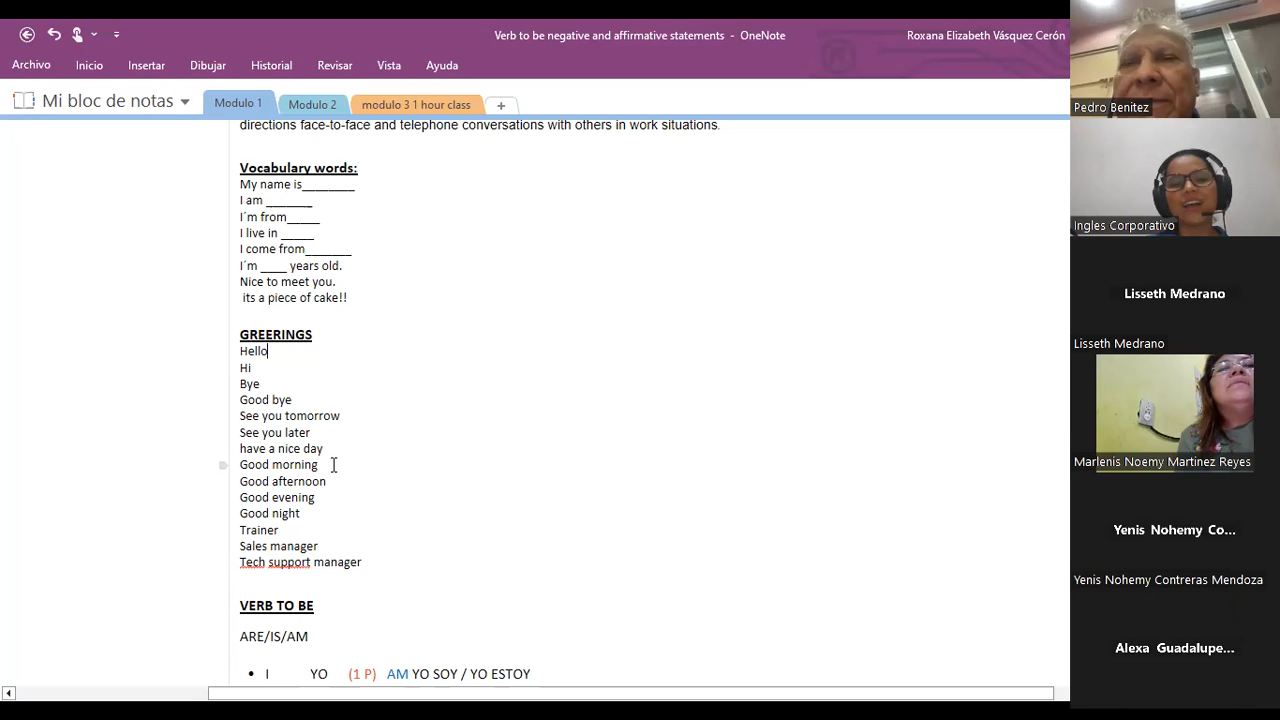 Verb to be negative and affirmative statements - OneNote
Roxana Elizabeth Vásquez Cerón
Archivo Inicio Insertar Dibujar Historial Revisar Vista Ayuda
Mi bloc de notas Modulo 1 Modulo 2 modulo 3 1 hour class +
directions face-to-face and telephone conversations with others in work situations.
Vocabulary words:
My name is________
I am _______
I´m from_____
I live in _____
I come from_______
I´m ____ years old.
Nice to meet you.
its a piece of cake!!
GREERINGS
Hello
Hi
Bye
Good bye
See you tomorrow
See you later
have a nice day
Good morning
Good afternoon
Good evening
Good night
Trainer
Sales manager
Tech support manager
VERB TO BE
ARE/IS/AM
• I YO (1 P) AM YO SOY / YO ESTOY
Pedro Benitez
Ingles Corporativo
Lisseth Medrano
Lisseth Medrano
Marlenis Noemy Martinez Reyes
Yenis Nohemy Co...
Yenis Nohemy Contreras Mendoza
Alexa Guadalupe...